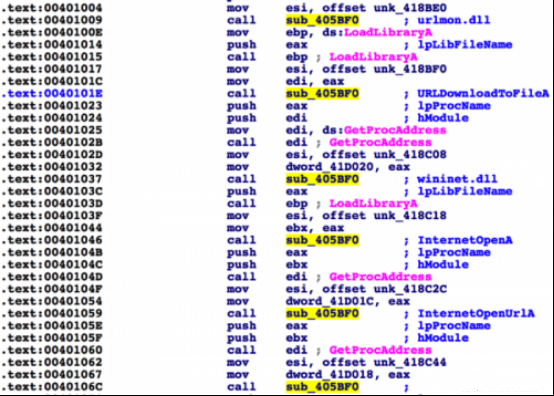 .text:00401004 mov esi, offset unk_418BE0
.text:00401009 call sub_405BF0 ; urlmon.dll
.text:0040100E mov ebp, ds:LoadLibraryA
.text:00401014 push eax ; lpLibFileName
.text:00401015 call ebp ; LoadLibraryA
.text:00401017 mov esi, offset unk_418BF0
.text:0040101C mov edi, eax
.text:0040101E call sub_405BF0 ; URLDownloadToFileA
.text:00401023 push eax ; lpProcName
.text:00401024 push edi ; hModule
.text:00401025 mov edi, ds:GetProcAddress
.text:0040102B call edi ; GetProcAddress
.text:0040102D mov esi, offset unk_418C08
.text:00401032 mov dword_41D020, eax
.text:00401037 call sub_405BF0 ; wininet.dll
.text:0040103C push eax ; lpLibFileName
.text:0040103D call ebp ; LoadLibraryA
.text:0040103F mov esi, offset unk_418C18
.text:00401044 mov ebx, eax
.text:00401046 call sub_405BF0 ; InternetOpenA
.text:0040104B push eax ; lpProcName
.text:0040104C push ebx ; hModule
.text:0040104D call edi ; GetProcAddress
.text:0040104F mov esi, offset unk_418C2C
.text:00401054 mov dword_41D01C, eax
.text:00401059 call sub_405BF0 ; InternetOpenUrlA
.text:0040105E push eax ; lpProcName
.text:0040105F push ebx ; hModule
.text:00401060 call edi ; GetProcAddress
.text:00401062 mov esi, offset unk_418C44
.text:00401067 mov dword_41D018, eax
.text:0040106C call sub_405BF0 ;